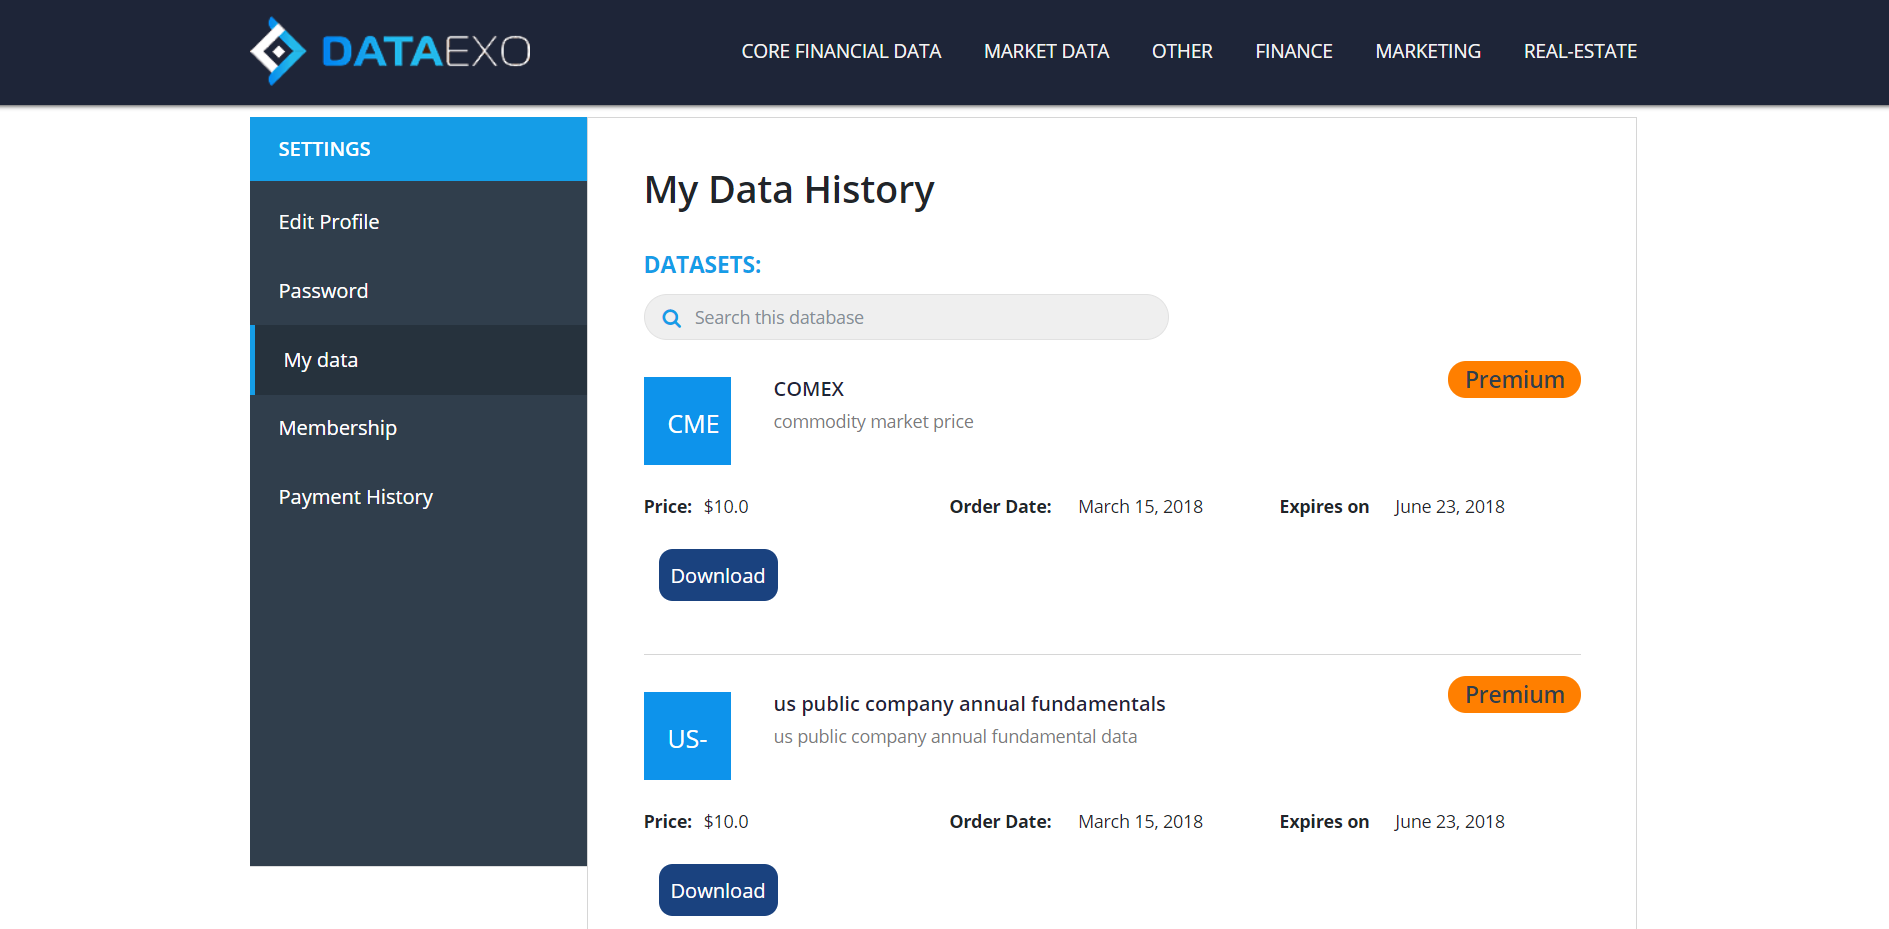 DATAEXO
CORE FINANCIAL DATA MARKET DATA OTHER FINANCE MARKETING REAL-ESTATE
SETTINGS
Edit Profile
Password
My data
Membership
Payment History
My Data History
DATASETS:
Search this database
CME
COMEX
commodity market price
Premium
Price: $10.0 Order Date: March 15, 2018 Expires on June 23, 2018
Download
US-
us public company annual fundamentals
us public company annual fundamental data
Premium
Price: $10.0 Order Date: March 15, 2018 Expires on June 23, 2018
Download